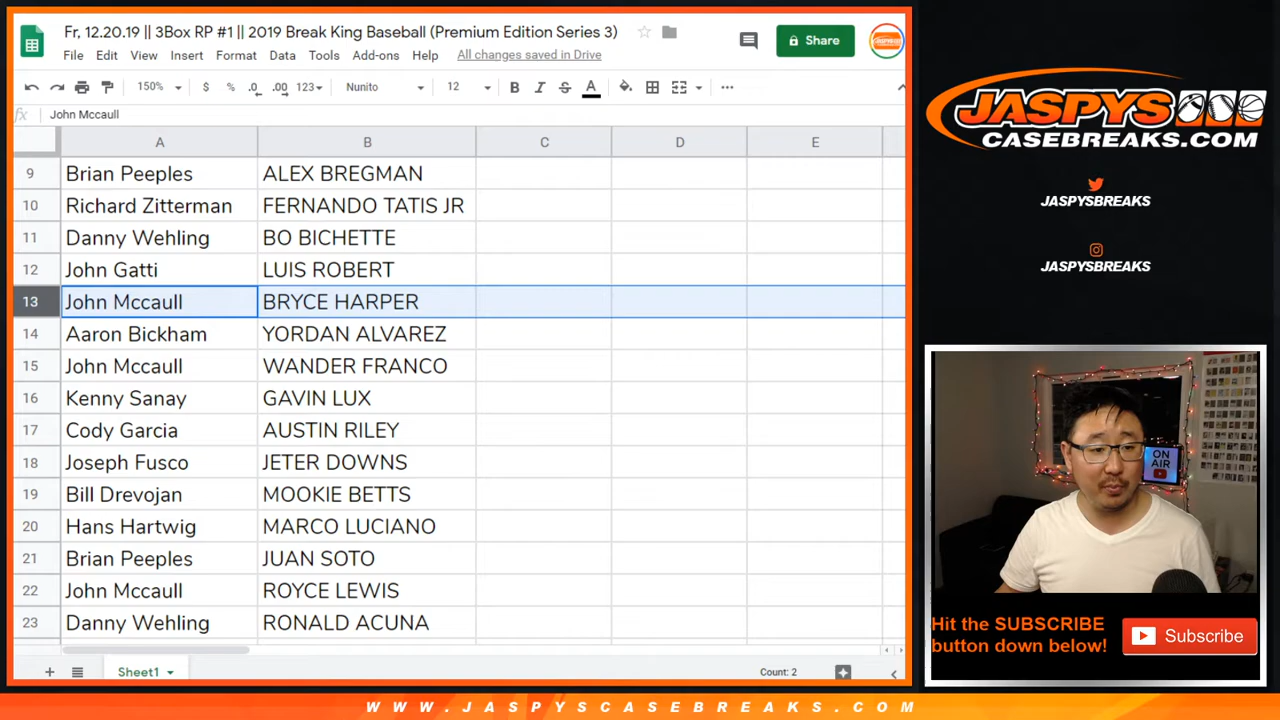 Fr, 12.20.19 || 3Box RP #1 || 2019 Break King Baseball (Premium Edition Series 3)
File Edit View Insert Format Data Tools Add-ons Help All changes saved in Drive
Share
150% $ % .0 .00 123 Nunito 12 B I S A
fx John Mccaull
A B C D E
9 Brian Peeples ALEX BREGMAN
10 Richard Zitterman FERNANDO TATIS JR
11 Danny Wehling BO BICHETTE
12 John Gatti LUIS ROBERT
13 John Mccaull BRYCE HARPER
14 Aaron Bickham YORDAN ALVAREZ
15 John Mccaull WANDER FRANCO
16 Kenny Sanay GAVIN LUX
17 Cody Garcia AUSTIN RILEY
18 Joseph Fusco JETER DOWNS
19 Bill Drevojan MOOKIE BETTS
20 Hans Hartwig MARCO LUCIANO
21 Brian Peeples JUAN SOTO
22 John Mccaull ROYCE LEWIS
23 Danny Wehling RONALD ACUNA
Sheet1
Count: 2
JASPYS
CASEBREAKS.COM
JASPYSBREAKS
JASPYSBREAKS
ON
AIR
Hit the SUBSCRIBE
button down below!
Subscribe
WWW.JASPYSCASEBREAKS.COM